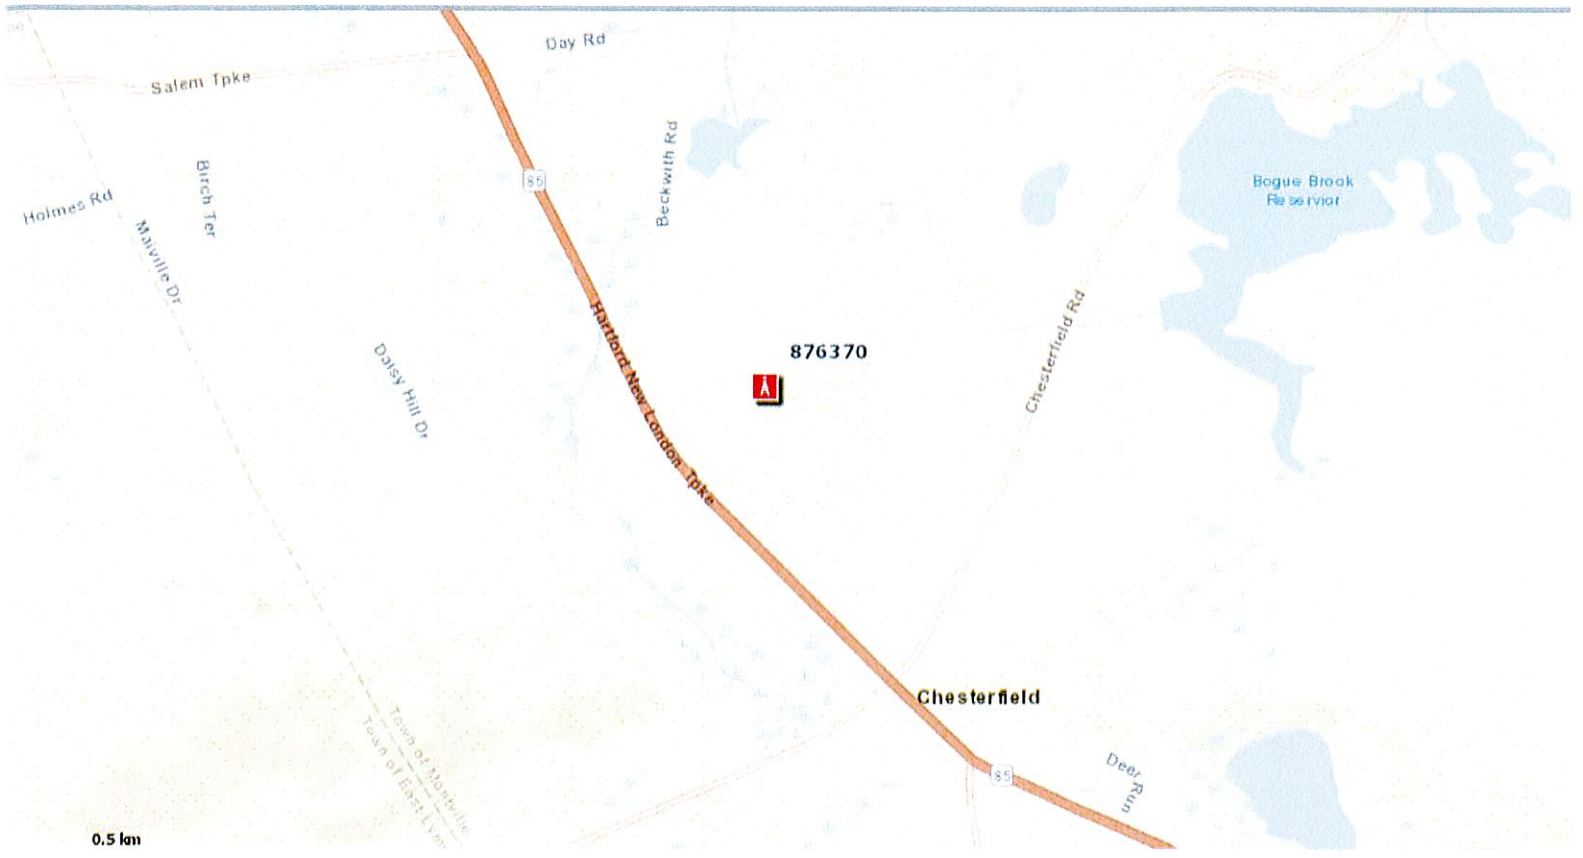 Day Rd
Salem Tpke
Beckwith Rd
Birch Ter
85
Bogue Brook
Reservior
Holmes Rd
Maiville Dr
Hartford New London Tpke
Chesterfield Rd
Daisy Hill Dr
876370
Chesterfield
Town of Montville
Town of East Lyme
Deer Run
85
0.5 km